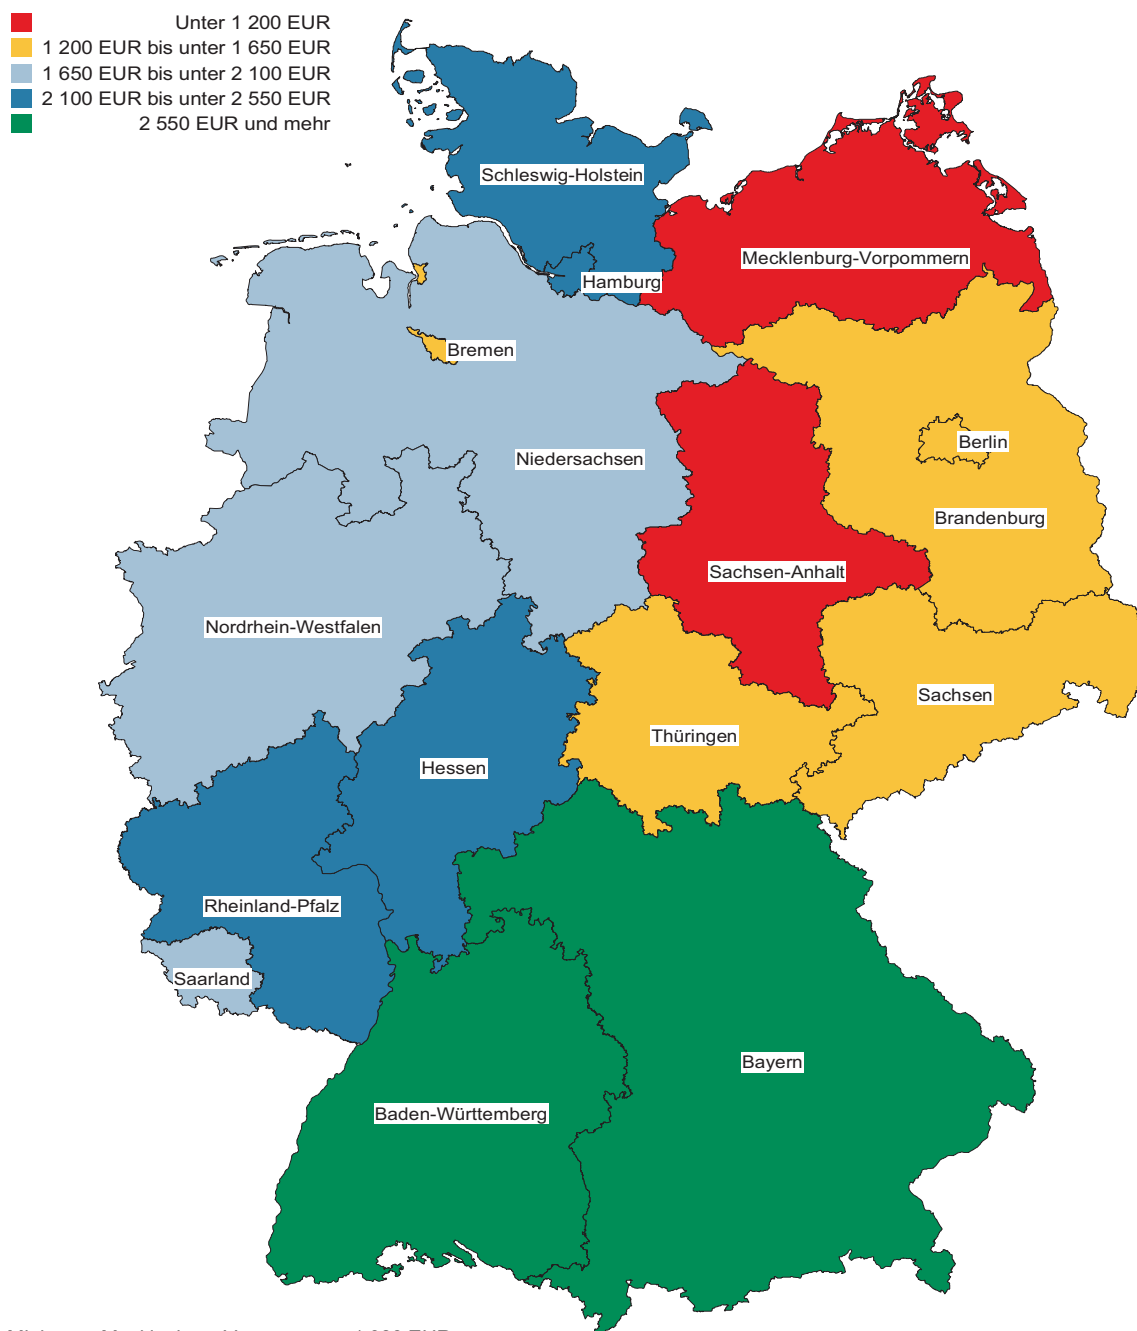 Unter 1 200 EUR
1 200 EUR bis unter 1 650 EUR
1 650 EUR bis unter 2 100 EUR
2 100 EUR bis unter 2 550 EUR
2 550 EUR und mehr
Schleswig-Holstein
Mecklenburg-Vorpommern
Hamburg
Bremen
Berlin
Niedersachsen
Brandenburg
Sachsen-Anhalt
Nordrhein-Westfalen
Sachsen
Thüringen
Hessen
Rheinland-Pfalz
Saarland
Bayern
Baden-Württemberg